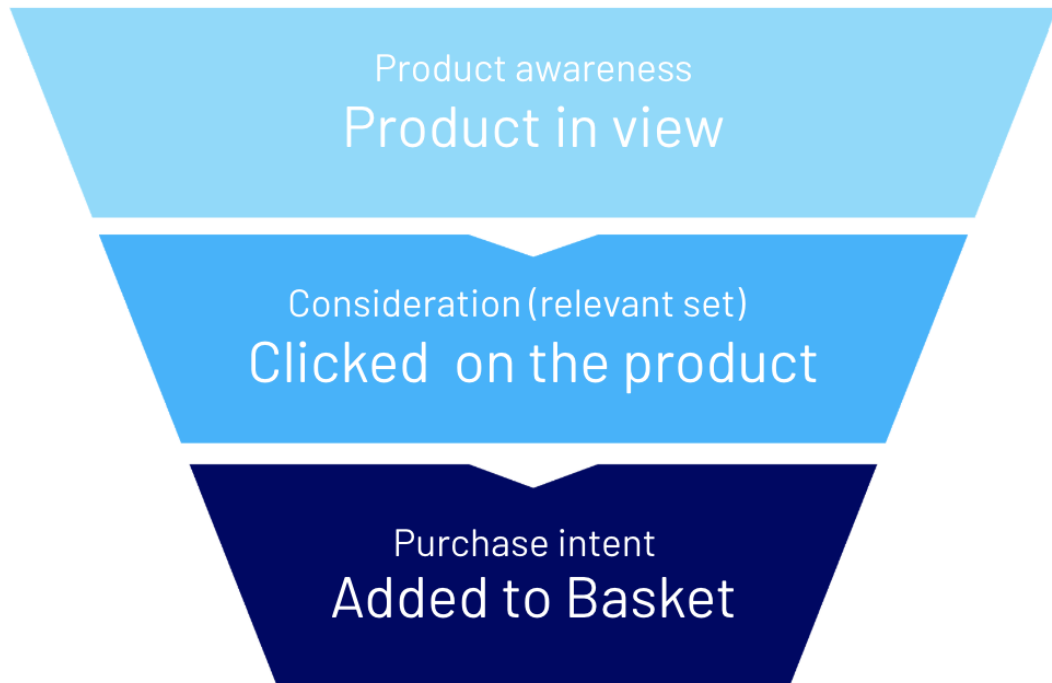 Product awareness
Product in view
Consideration (relevant set)
Clicked on the product
Purchase intent
Added to Basket